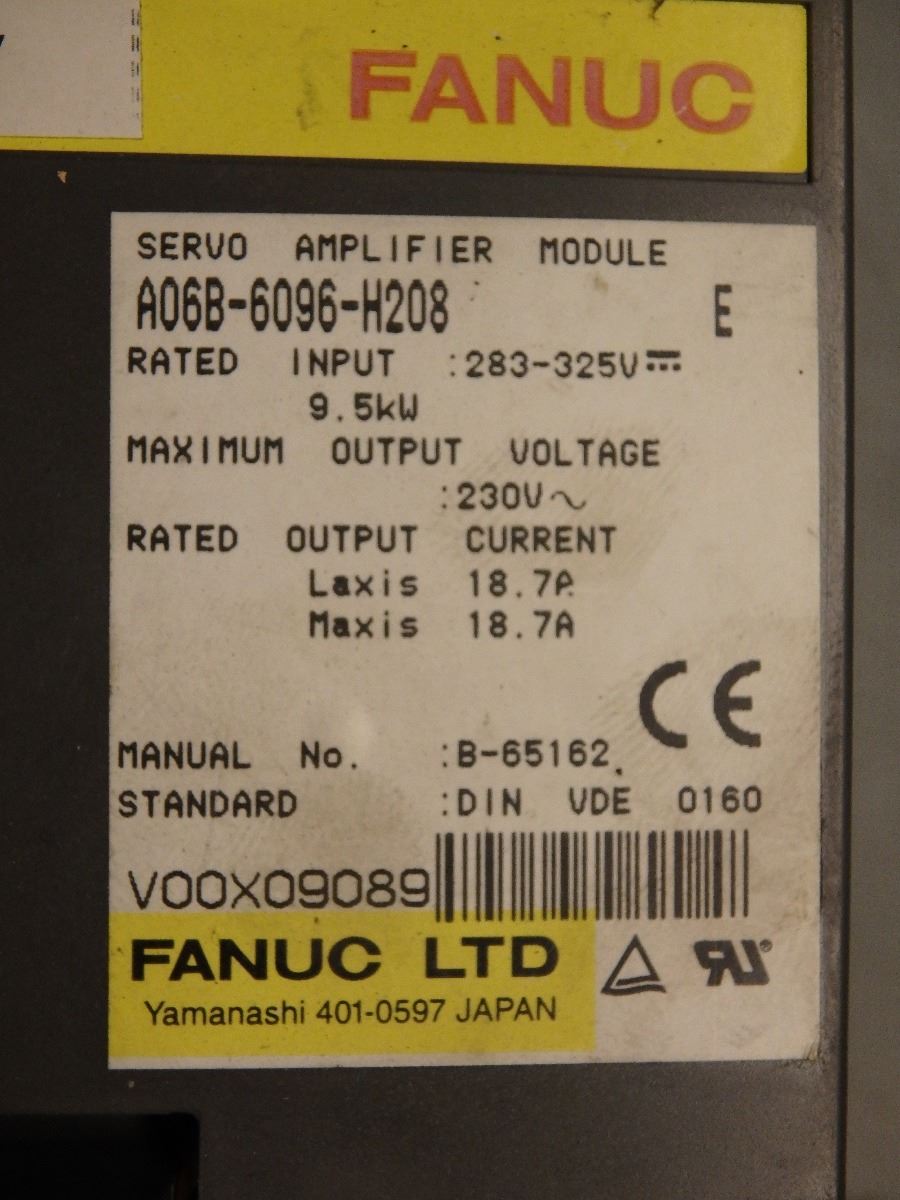 FANUC
SERVO AMPLIFIER MODULE
A06B-6096-H208 E
RATED INPUT :283-325V⎓
9.5kW
MAXIMUM OUTPUT VOLTAGE
:230V∼
RATED OUTPUT CURRENT
Laxis 18.7A
Maxis 18.7A
CE
MANUAL No. :B-65162
STANDARD :DIN VDE 0160
V00X09089
FANUC LTD
Yamanashi 401-0597 JAPAN